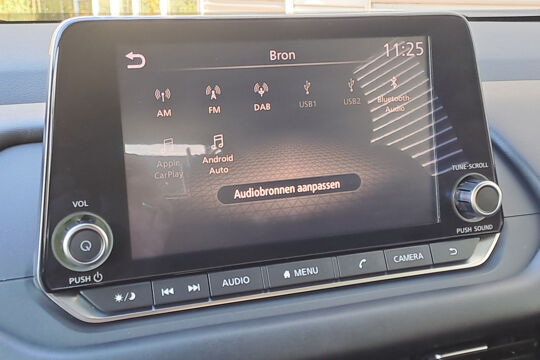 Bron 11:25
AM FM DAB USB1 USB2 Bluetooth-
Audio
Apple Android
CarPlay Auto
Audiobronnen aanpassen
VOL
PUSH
TUNE-SCROLL
PUSH SOUND
AUDIO MENU CAMERA